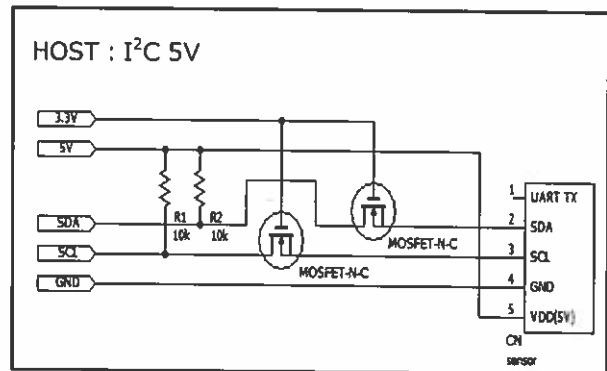 HOST : I²C 5V
3.3V
5V
1 UART TX
SDA
R1 R2
10k 10k
2 SDA
MOSFET-N-C
SCL
3 SCL
MOSFET-N-C
GND
4 GND
5 VDD(5V)
CN
sensor